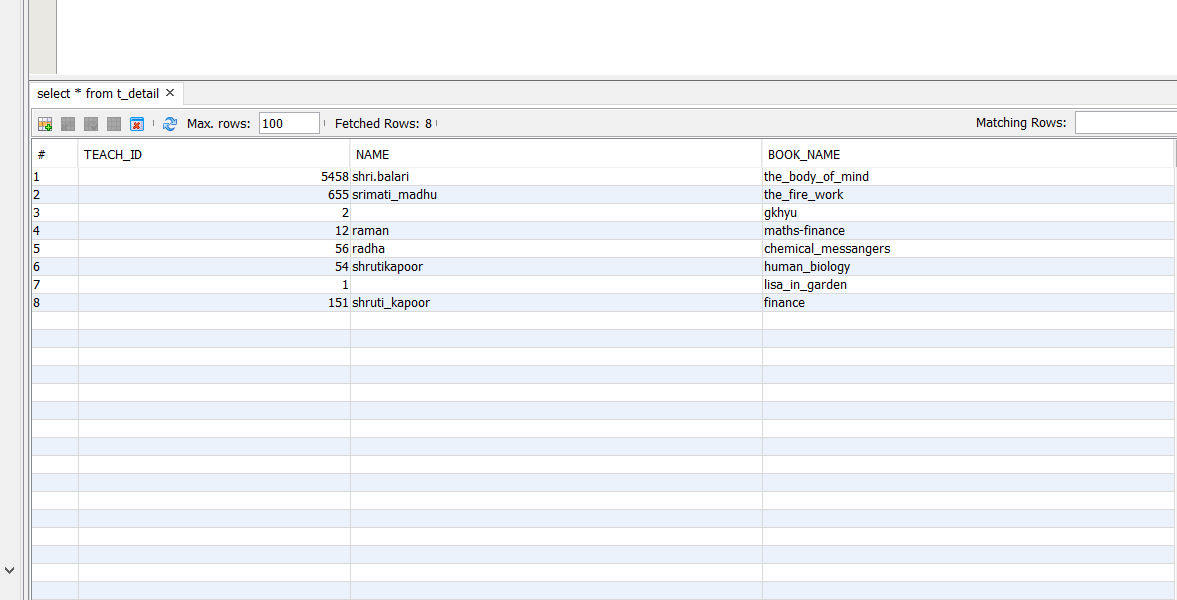 select * from t_detail ×
Max. rows: 100 Fetched Rows: 8 Matching Rows:
# TEACH_ID NAME BOOK_NAME
1 5458 shri.balari the_body_of_mind
2 655 srimati_madhu the_fire_work
3 2 gkhyu
4 12 raman maths-finance
5 56 radha chemical_messangers
6 54 shrutikapoor human_biology
7 1 lisa_in_garden
8 151 shruti_kapoor finance